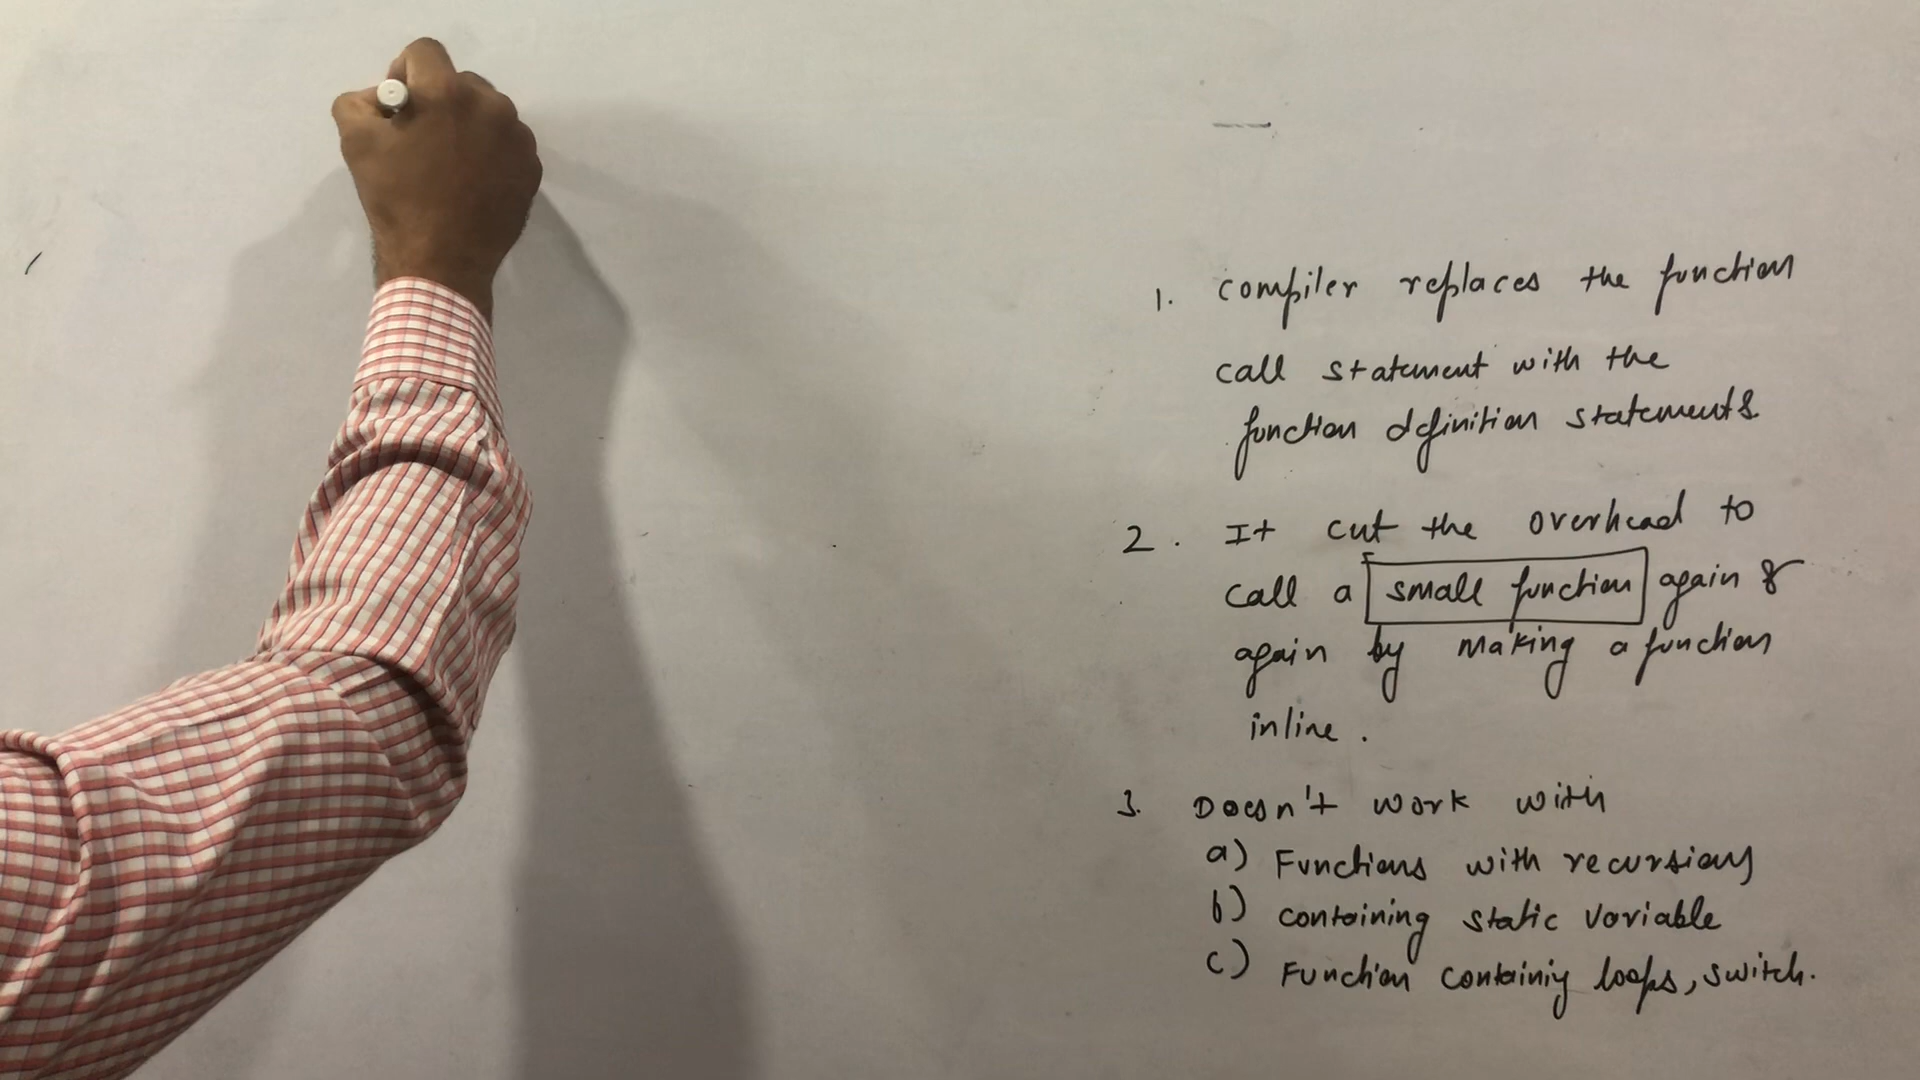 1. compiler replaces the function
call statement with the
function definition statements
2. It cut the overhead to
call a small function again &
again by making a function
inline.
3. Doesn't work with
a) Functions with recursions
b) containing static variable
c) Function containing loops, switch.